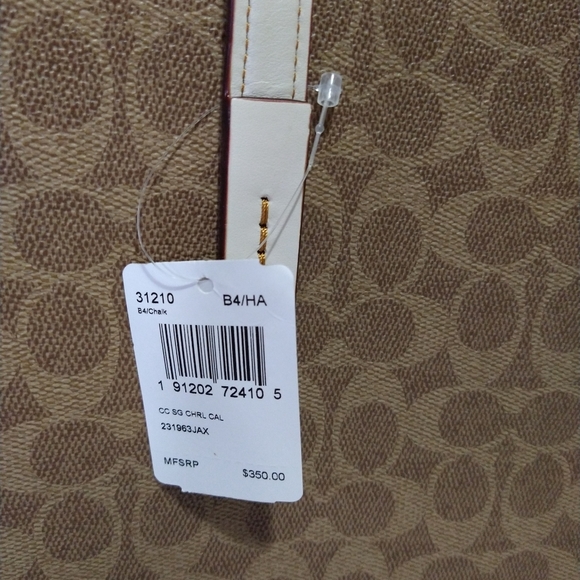 31210 B4/HA
B4/Chalk
1 91202 72410 5
CC SG CHRL CAL
231963JAX
MFSRP $350.00